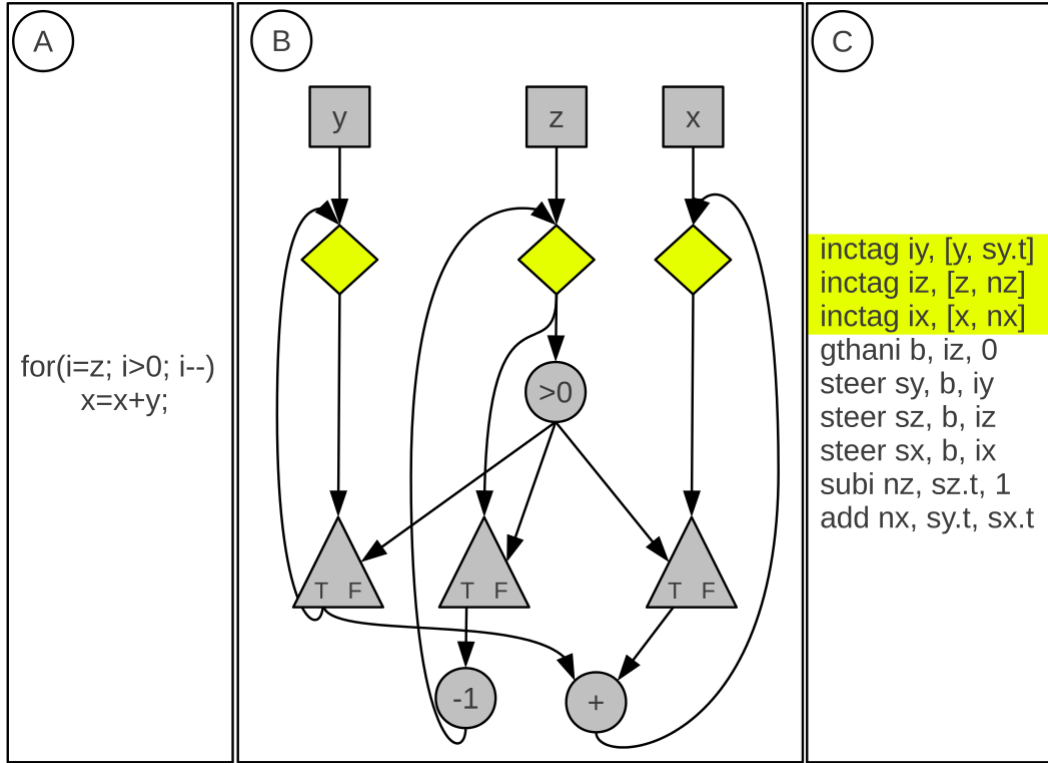 A
for(i=z; i>0; i--)
x=x+y;
B
y
z
x
>0
T F
T F
T F
-1
+
C
inctag iy, [y, sy.t]
inctag iz, [z, nz]
inctag ix, [x, nx]
gthani b, iz, 0
steer sy, b, iy
steer sz, b, iz
steer sx, b, ix
subi nz, sz.t, 1
add nx, sy.t, sx.t